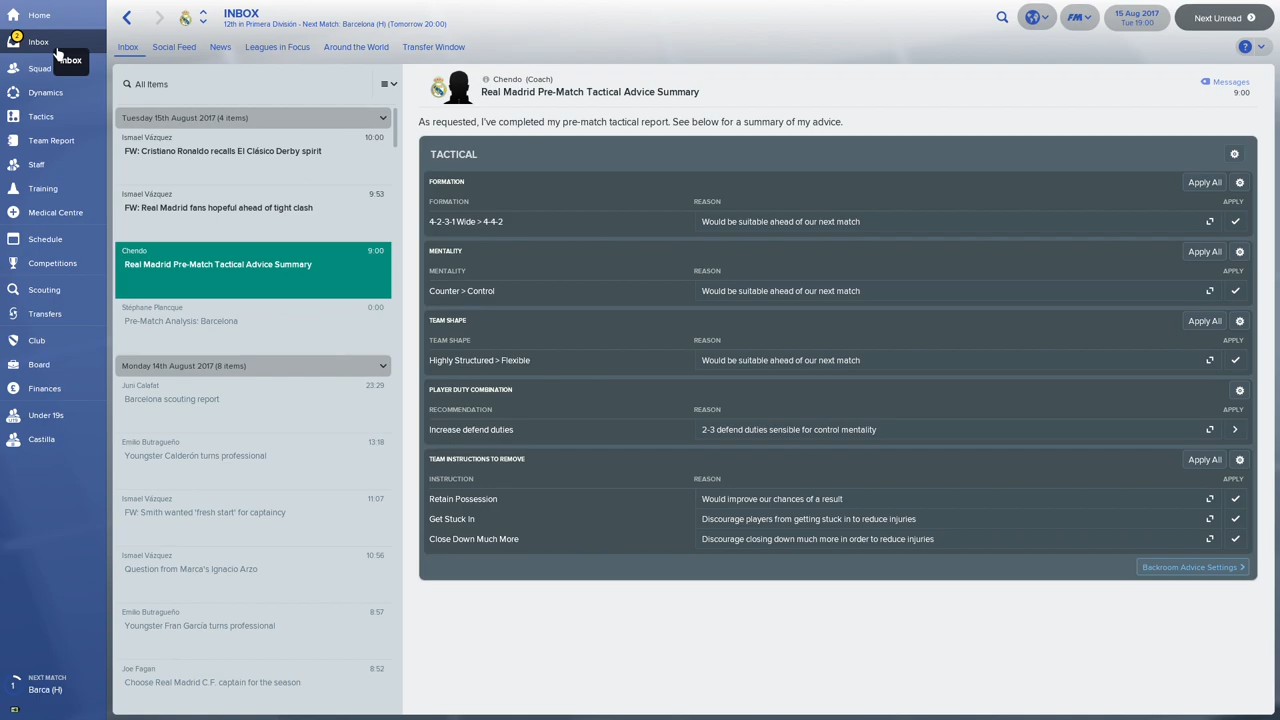 Home
2
Inbox
Inbox
Squad
Dynamics
Tactics
Team Report
Staff
Training
Medical Centre
Schedule
Competitions
Scouting
Transfers
Club
Board
Finances
Under 19s
Castilla
NEXT MATCH
1
Barca (H)
INBOX
12th in Primera División - Next Match: Barcelona (H) (Tomorrow 20:00)
FM
15 Aug 2017
Tue 19:00
Next Unread
Inbox
Social Feed
News
Leagues in Focus
Around the World
Transfer Window
?
All Items
Tuesday 15th August 2017 (4 items)
Ismael Vázquez 10:00
FW: Cristiano Ronaldo recalls El Clásico Derby spirit
Ismael Vázquez 9:53
FW: Real Madrid fans hopeful ahead of tight clash
Chendo 9:00
Real Madrid Pre-Match Tactical Advice Summary
Stéphane Plancque 0:00
Pre-Match Analysis: Barcelona
Monday 14th August 2017 (8 items)
Juni Calafat 23:29
Barcelona scouting report
Emilio Butragueño 13:18
Youngster Calderón turns professional
Ismael Vázquez 11:07
FW: Smith wanted 'fresh start' for captaincy
Ismael Vázquez 10:56
Question from Marca's Ignacio Arzo
Emilio Butragueño 8:57
Youngster Fran García turns professional
Joe Fagan 8:52
Choose Real Madrid C.F. captain for the season
Chendo (Coach)
Real Madrid Pre-Match Tactical Advice Summary
Messages
9:00
As requested, I've completed my pre-match tactical report. See below for a summary of my advice.
TACTICAL
FORMATION Apply All
FORMATION REASON APPLY
4-2-3-1 Wide > 4-4-2 Would be suitable ahead of our next match
MENTALITY Apply All
MENTALITY REASON APPLY
Counter > Control Would be suitable ahead of our next match
TEAM SHAPE Apply All
TEAM SHAPE REASON APPLY
Highly Structured > Flexible Would be suitable ahead of our next match
PLAYER DUTY COMBINATION
RECOMMENDATION REASON APPLY
Increase defend duties 2-3 defend duties sensible for control mentality
TEAM INSTRUCTIONS TO REMOVE Apply All
INSTRUCTION REASON APPLY
Retain Possession Would improve our chances of a result
Get Stuck In Discourage players from getting stuck in to reduce injuries
Close Down Much More Discourage closing down much more in order to reduce injuries
Backroom Advice Settings